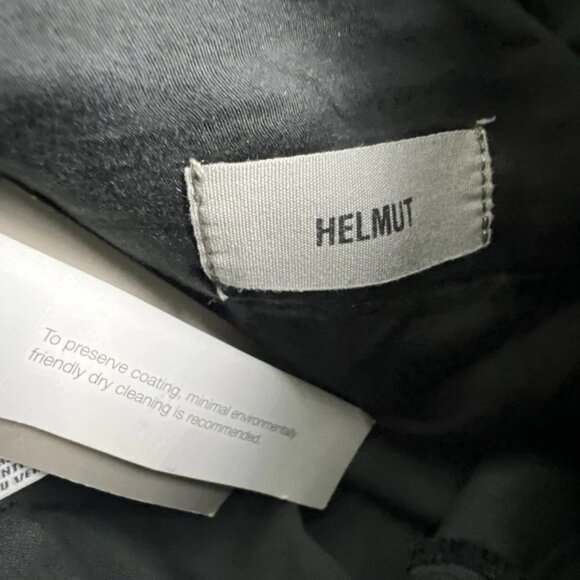 HELMUT
To preserve coating, minimal environmentally
friendly dry cleaning is recommended.